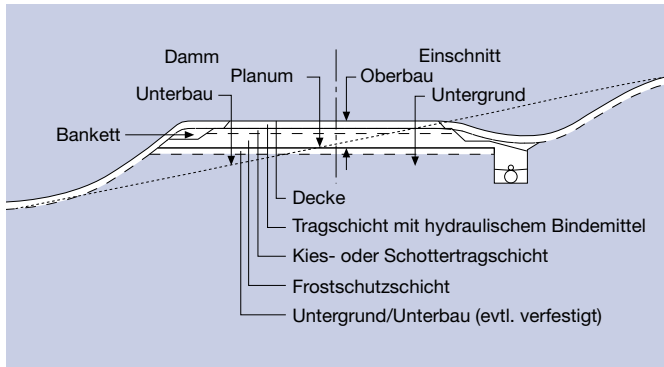 Damm
Einschnitt
Planum
Oberbau
Unterbau
Untergrund
Bankett
Decke
Tragschicht mit hydraulischem Bindemittel
Kies- oder Schottertragschicht
Frostschutzschicht
Untergrund/Unterbau (evtl. verfestigt)